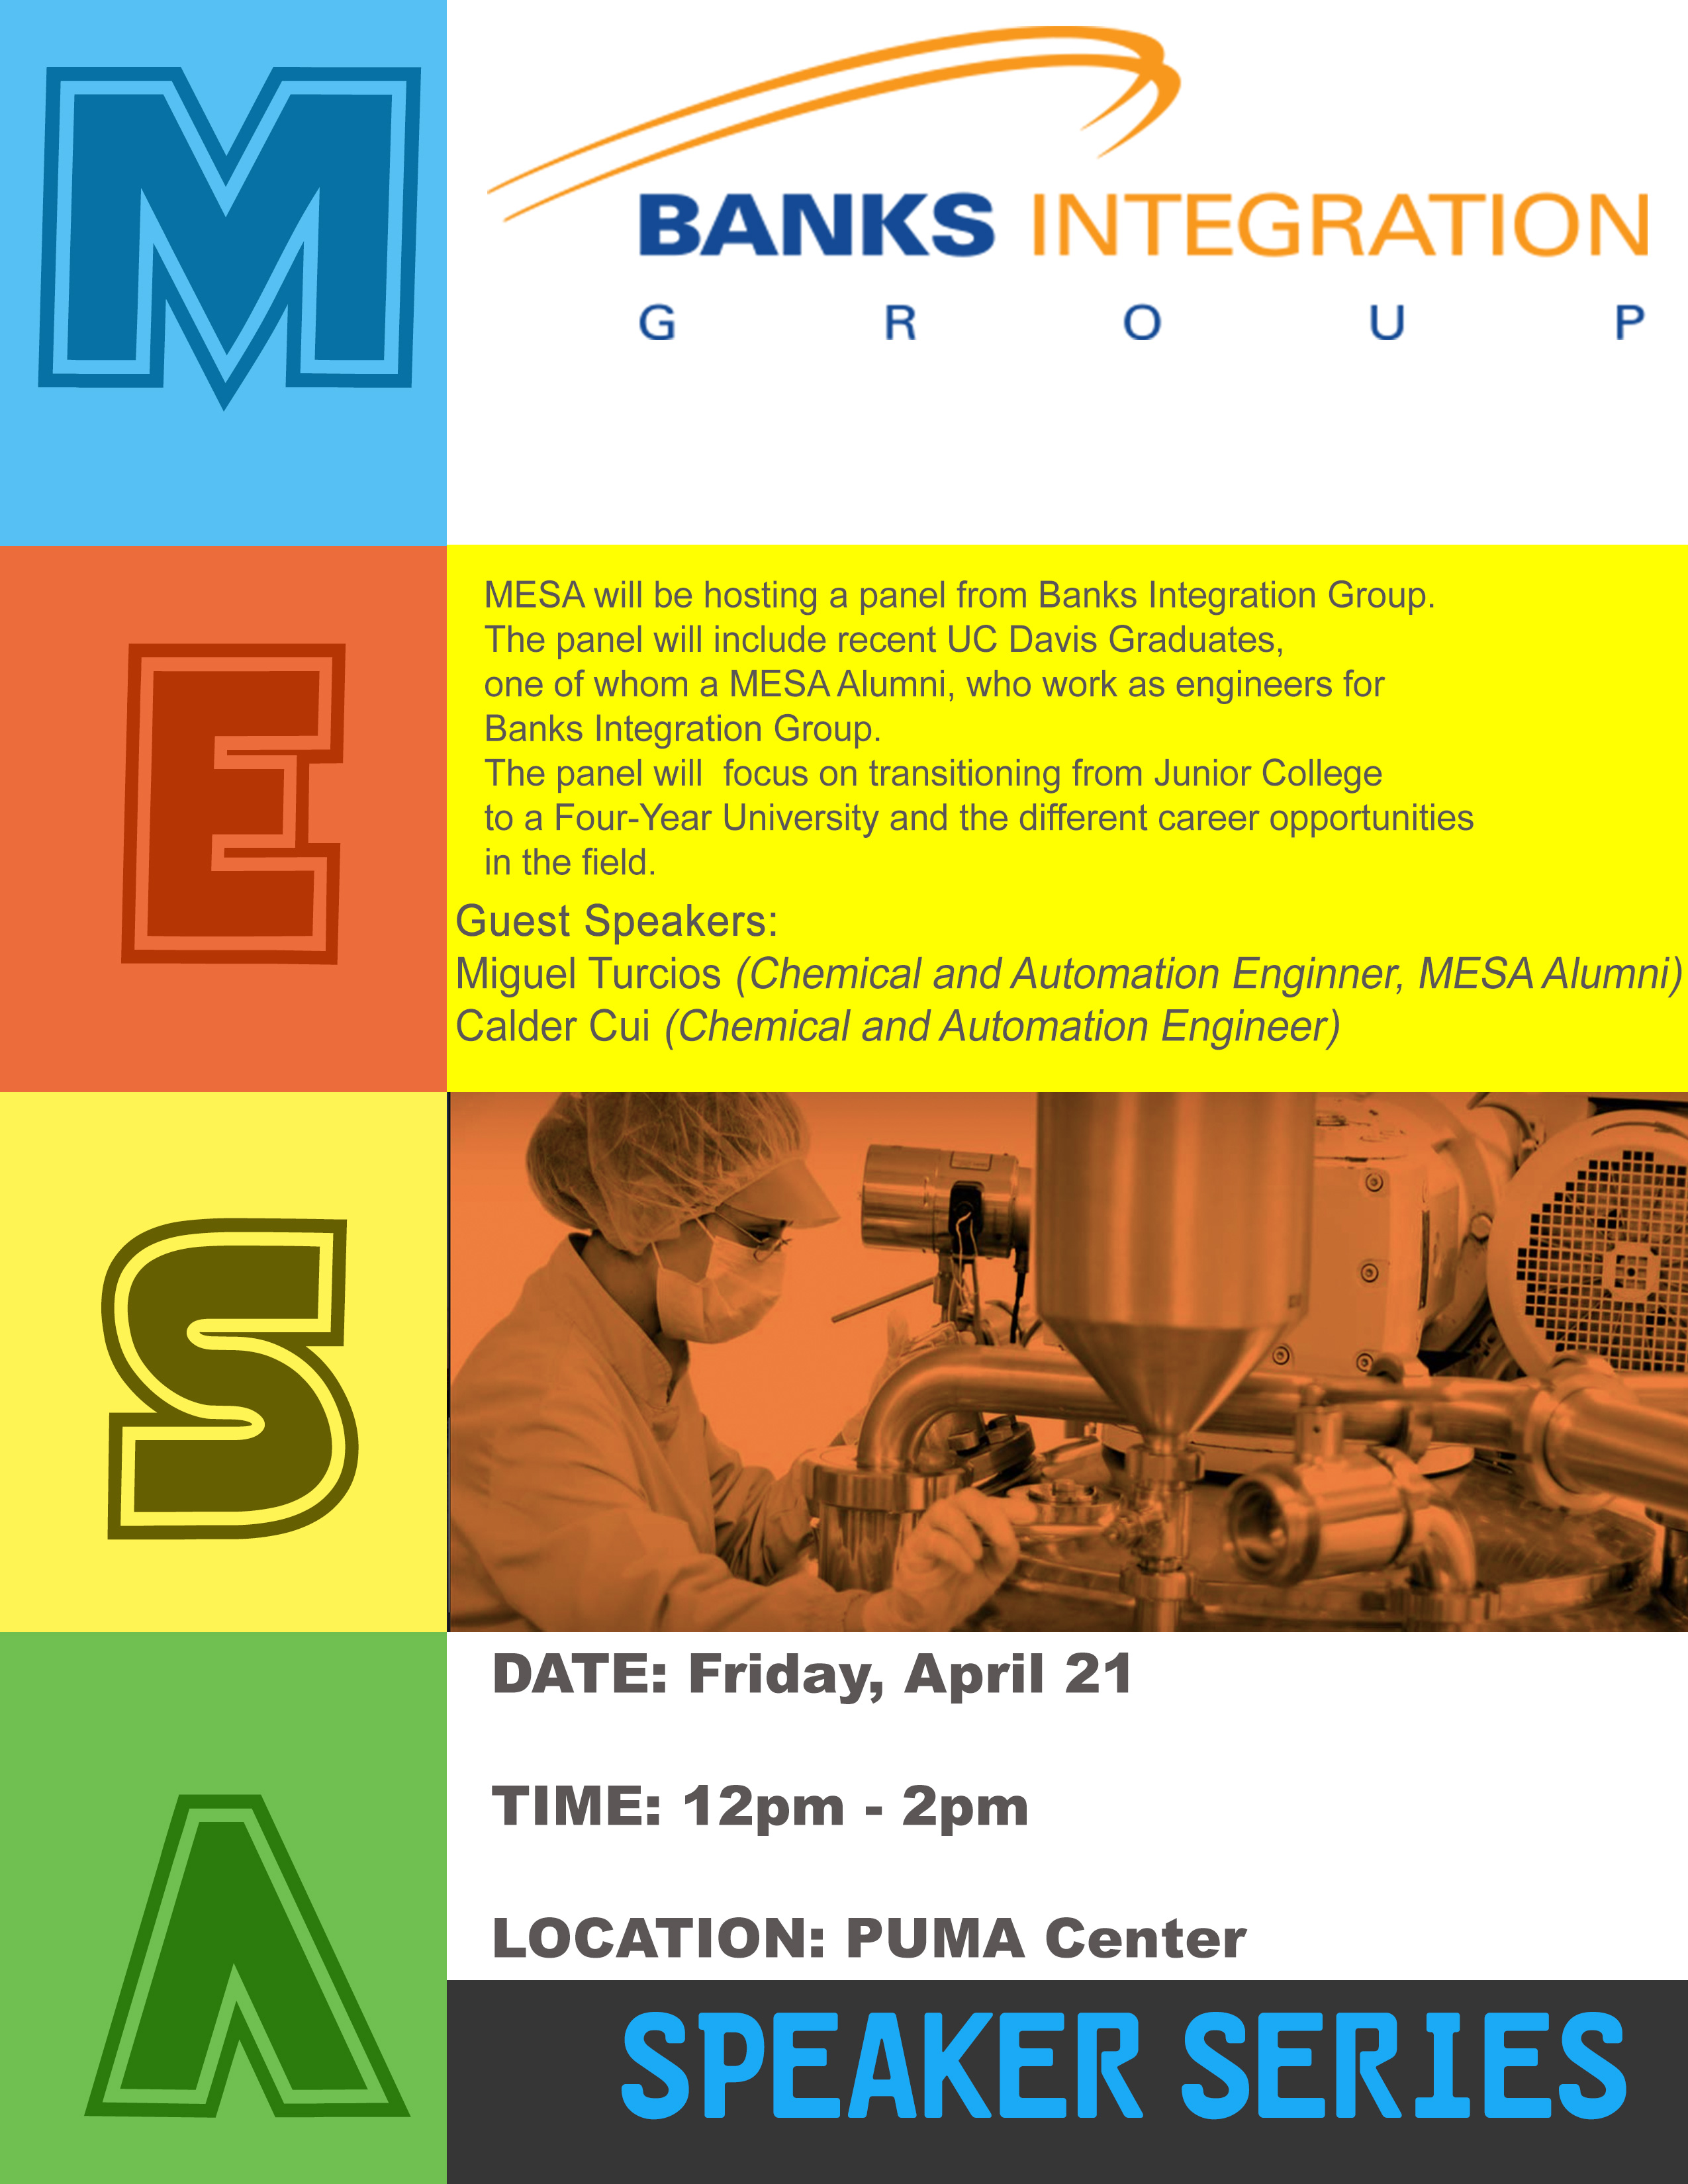 M
E
S
A
BANKS INTEGRATION
GROUP
MESA will be hosting a panel from Banks Integration Group.
The panel will include recent UC Davis Graduates,
one of whom a MESA Alumni, who work as engineers for
Banks Integration Group.
The panel will  focus on transitioning from Junior College
to a Four-Year University and the different career opportunities
in the field.
Guest Speakers:
Miguel Turcios (Chemical and Automation Enginner, MESA Alumni)
Calder Cui (Chemical and Automation Engineer)
DATE: Friday, April 21
TIME: 12pm - 2pm
LOCATION: PUMA Center
SPEAKER SERIES